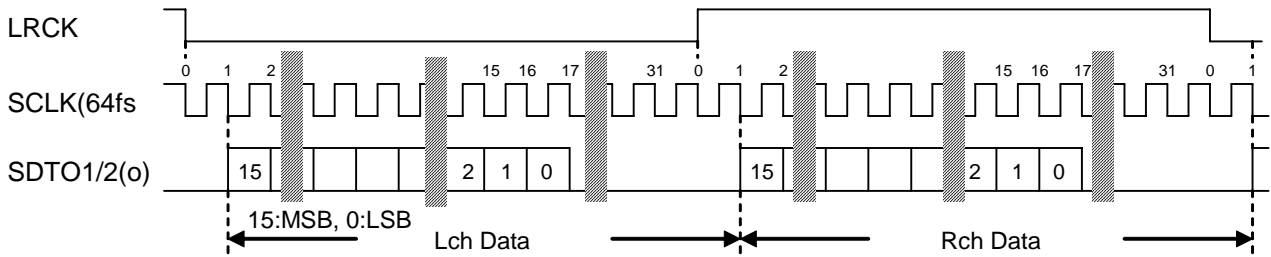 LRCK
0 1 2 15 16 17 31 0 1 2 15 16 17 31 0 1
SCLK(64fs
SDTO1/2(o) 15 2 1 0 15 2 1 0
15:MSB, 0:LSB
Lch Data Rch Data